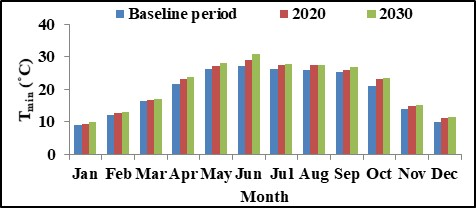 Baseline period 2020 2030
40
30
20
10
0
Tmin (˚C)
Jan Feb Mar Apr May Jun Jul Aug Sep Oct Nov Dec
Month